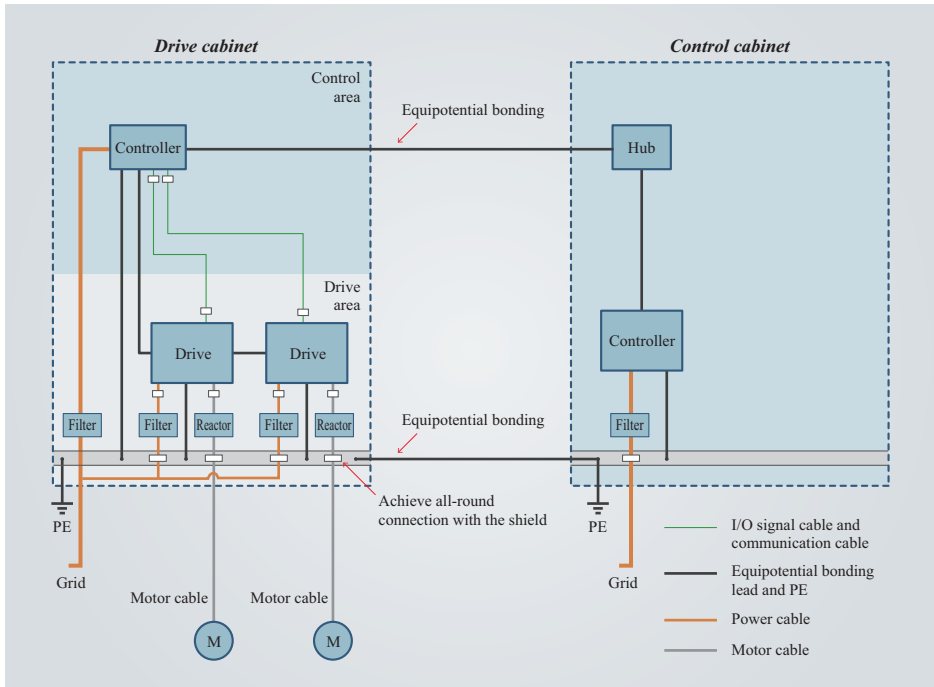 Drive cabinet
Control cabinet
Control
area
Equipotential bonding
Controller
Hub
Drive
area
Drive
Drive
Controller
Filter
Filter
Reactor
Filter
Reactor
Equipotential bonding
Filter
Achieve all-round
connection with the shield
PE
PE
Grid
Grid
Motor cable
Motor cable
M
M
I/O signal cable and
communication cable
Equipotential bonding
lead and PE
Power cable
Motor cable